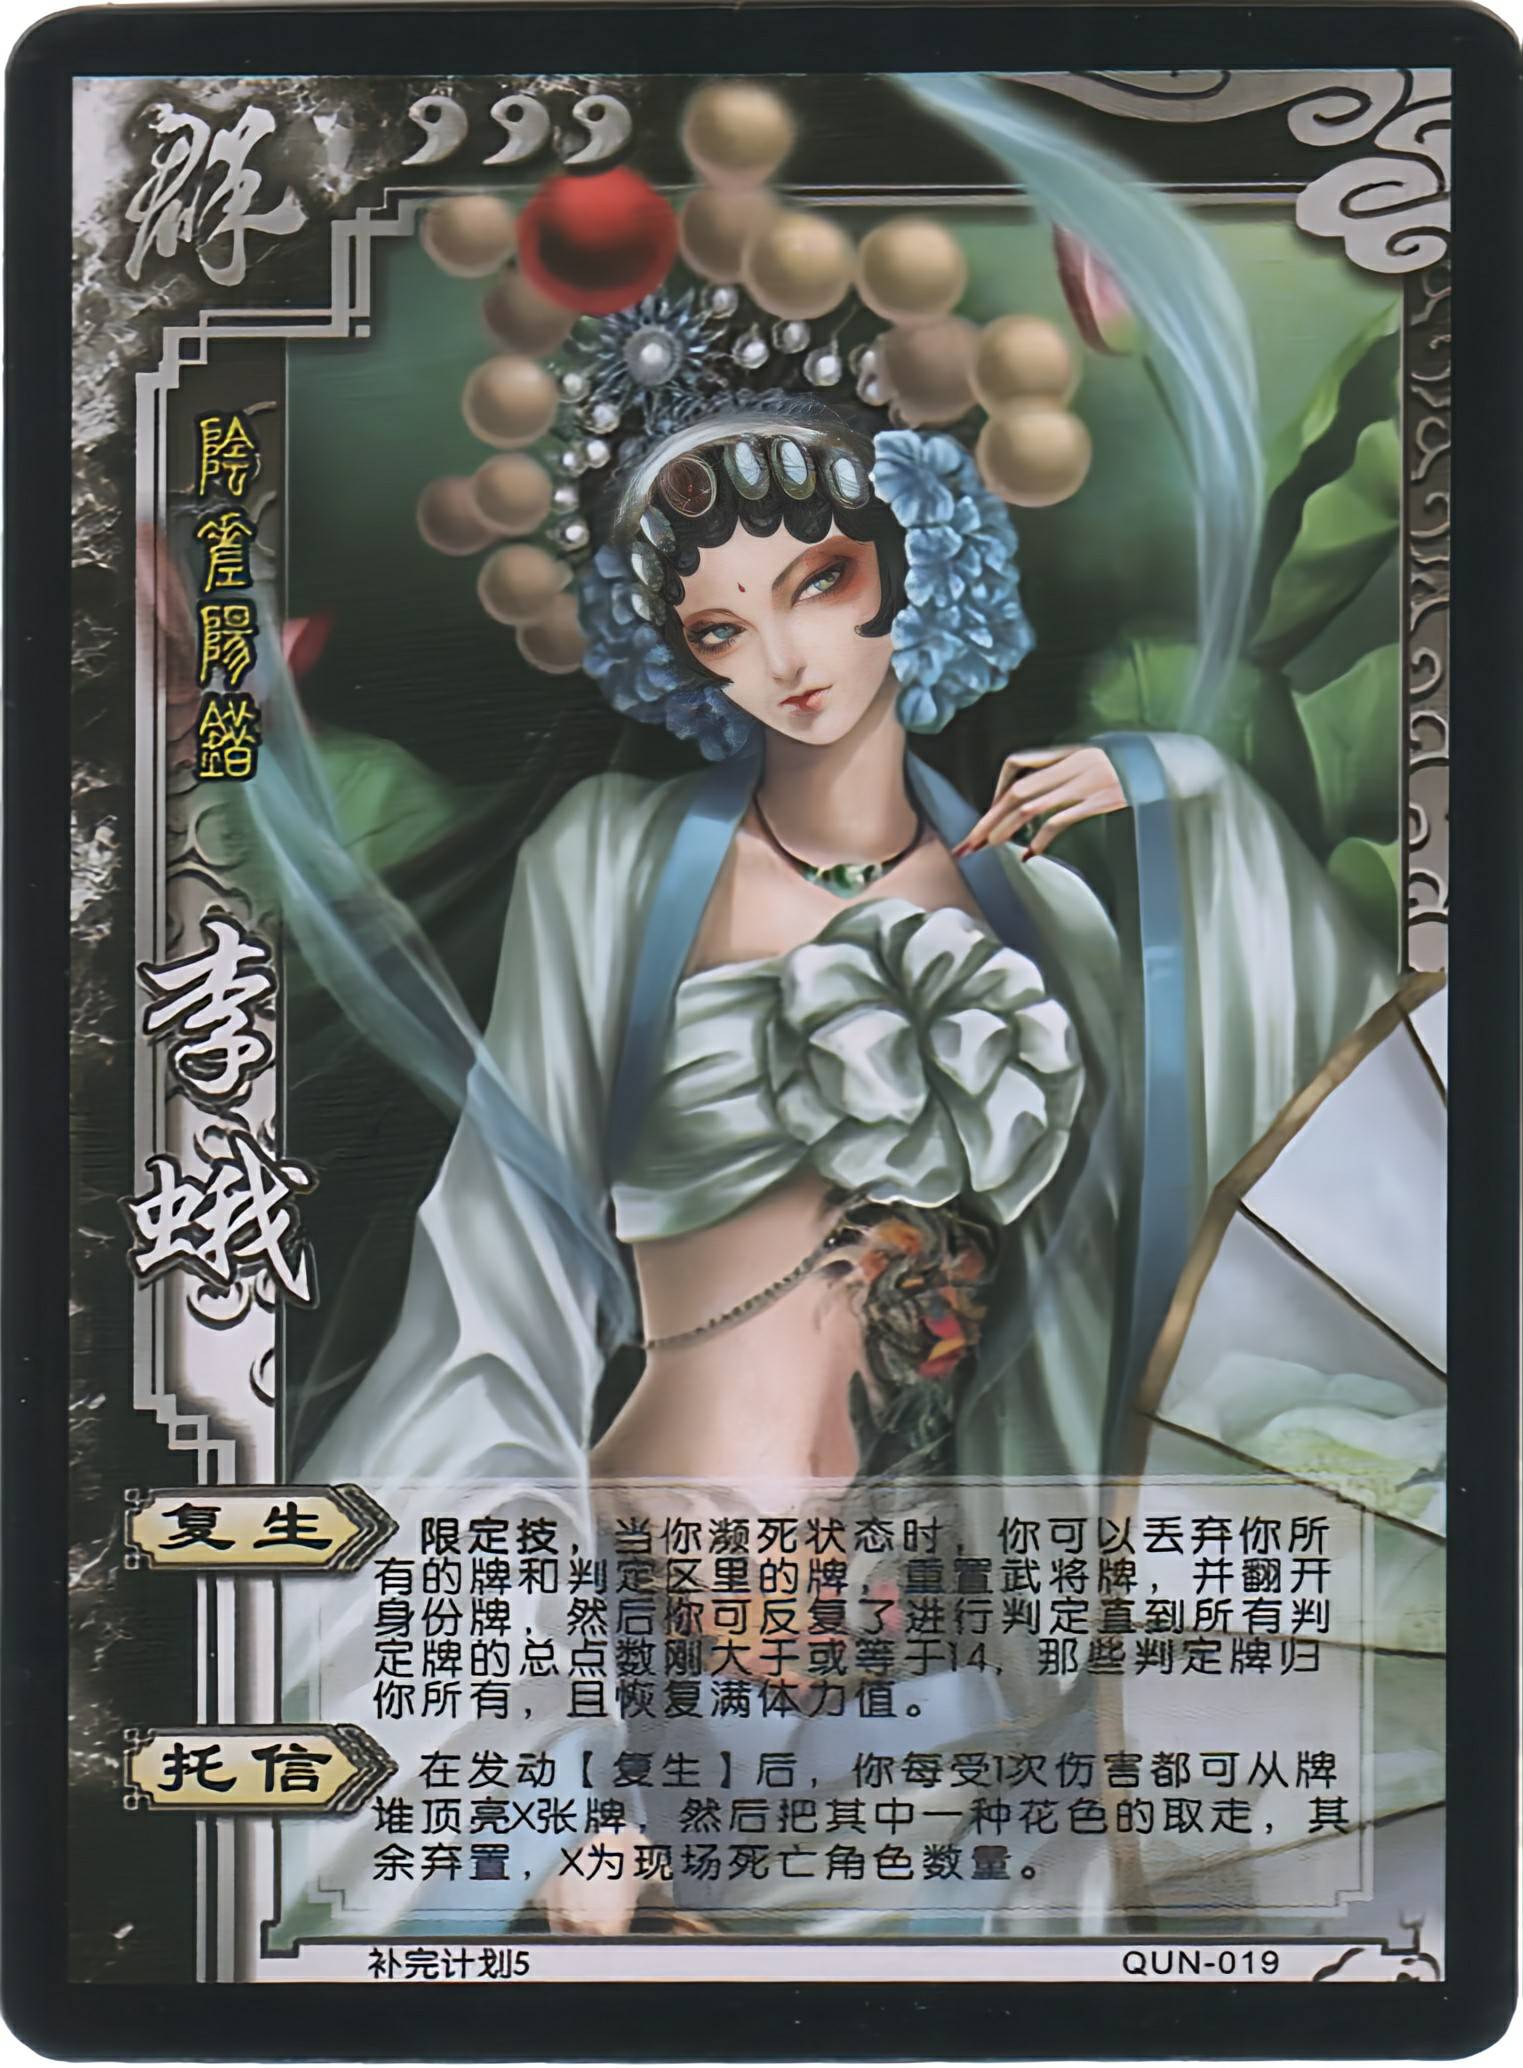 群
陰差陽錯
李蛾
复生
限定技，当你濒死状态时，你可以丢弃你所
有的牌和判定区里的牌，重置武将牌，并翻开
身份牌，然后你可反复了进行判定直到所有判
定牌的总点数刚大于或等于14，那些判定牌归
你所有，且恢复满体力值。
托信
在发动【复生】后，你每受1次伤害都可从牌
堆顶亮X张牌，然后把其中一种花色的取走，其
余弃置，X为现场死亡角色数量。
补完计划5
QUN-019